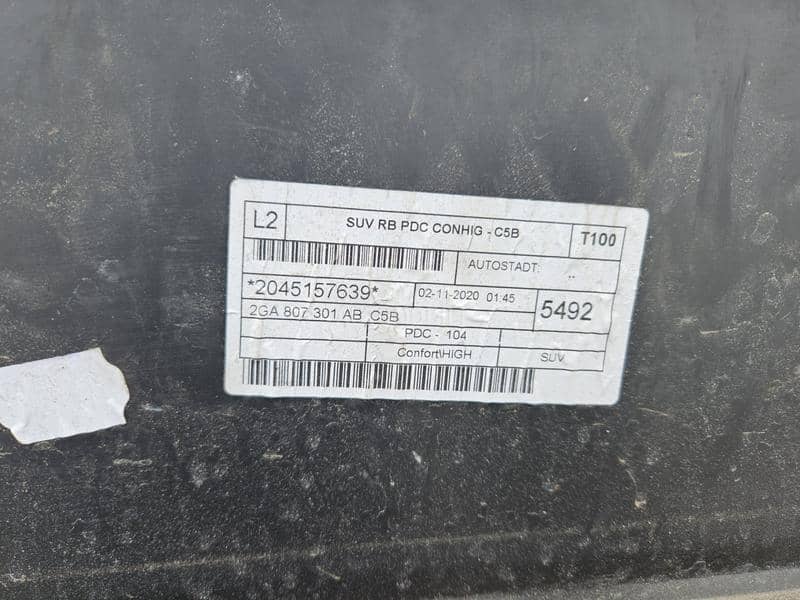 L2 SUV RB PDC CONHIG - C5B T100
AUTOSTADT: ..
*2045157639* 02-11-2020 01:45 5492
2GA 807 301 AB C5B
PDC - 104
Confort\HIGH SUV